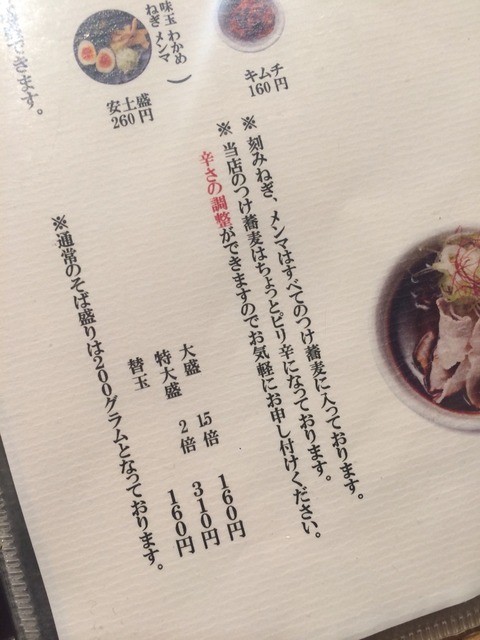 キムチ
160円
味玉 わかめ
ねぎ メンマ
)
安土盛
260円
できます。
※ 刻みねぎ、メンマはすべてのつけ蕎麦に入っております。
※ 当店のつけ蕎麦はちょっとピリ辛になっております。
辛さの調整ができますのでお気軽にお申し付けください。
大盛 1.5倍 160円
特大盛 2倍 310円
替玉 160円
※通常のそば盛りは200グラムとなっております。